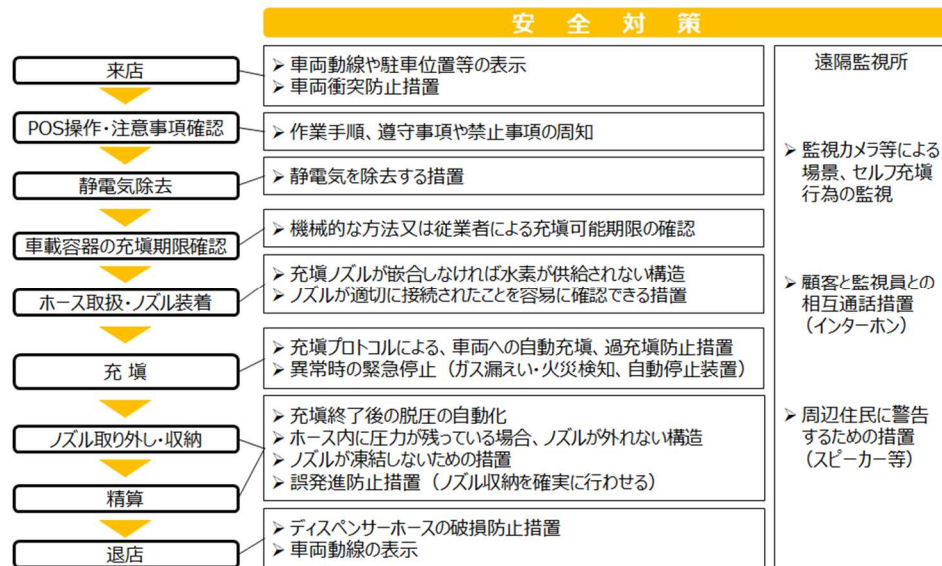 安全対策
来店
➢ 車両動線や駐車位置等の表示
➢ 車両衝突防止措置
POS操作・注意事項確認
➢ 作業手順、遵守事項や禁止事項の周知
静電気除去
➢ 静電気を除去する措置
車載容器の充塡期限確認
➢ 機械的な方法又は従業者による充塡可能期限の確認
ホース取扱・ノズル装着
➢ 充塡ノズルが嵌合しなければ水素が供給されない構造
➢ ノズルが適切に接続されたことを容易に確認できる措置
充 塡
➢ 充塡プロトコルによる、車両への自動充塡、過充塡防止措置
➢ 異常時の緊急停止（ガス漏えい・火災検知、自動停止装置）
ノズル取り外し・収納
精算
➢ 充塡終了後の脱圧の自動化
➢ ホース内に圧力が残っている場合、ノズルが外れない構造
➢ ノズルが凍結しないための措置
➢ 誤発進防止措置（ノズル収納を確実に行わせる）
退店
➢ ディスペンサーホースの破損防止措置
➢ 車両動線の表示
遠隔監視所
➢ 監視カメラ等による
場景、セルフ充塡
行為の監視
➢ 顧客と監視員との
相互通話措置
（インターホン）
➢ 周辺住民に警告
するための措置
（スピーカー等）